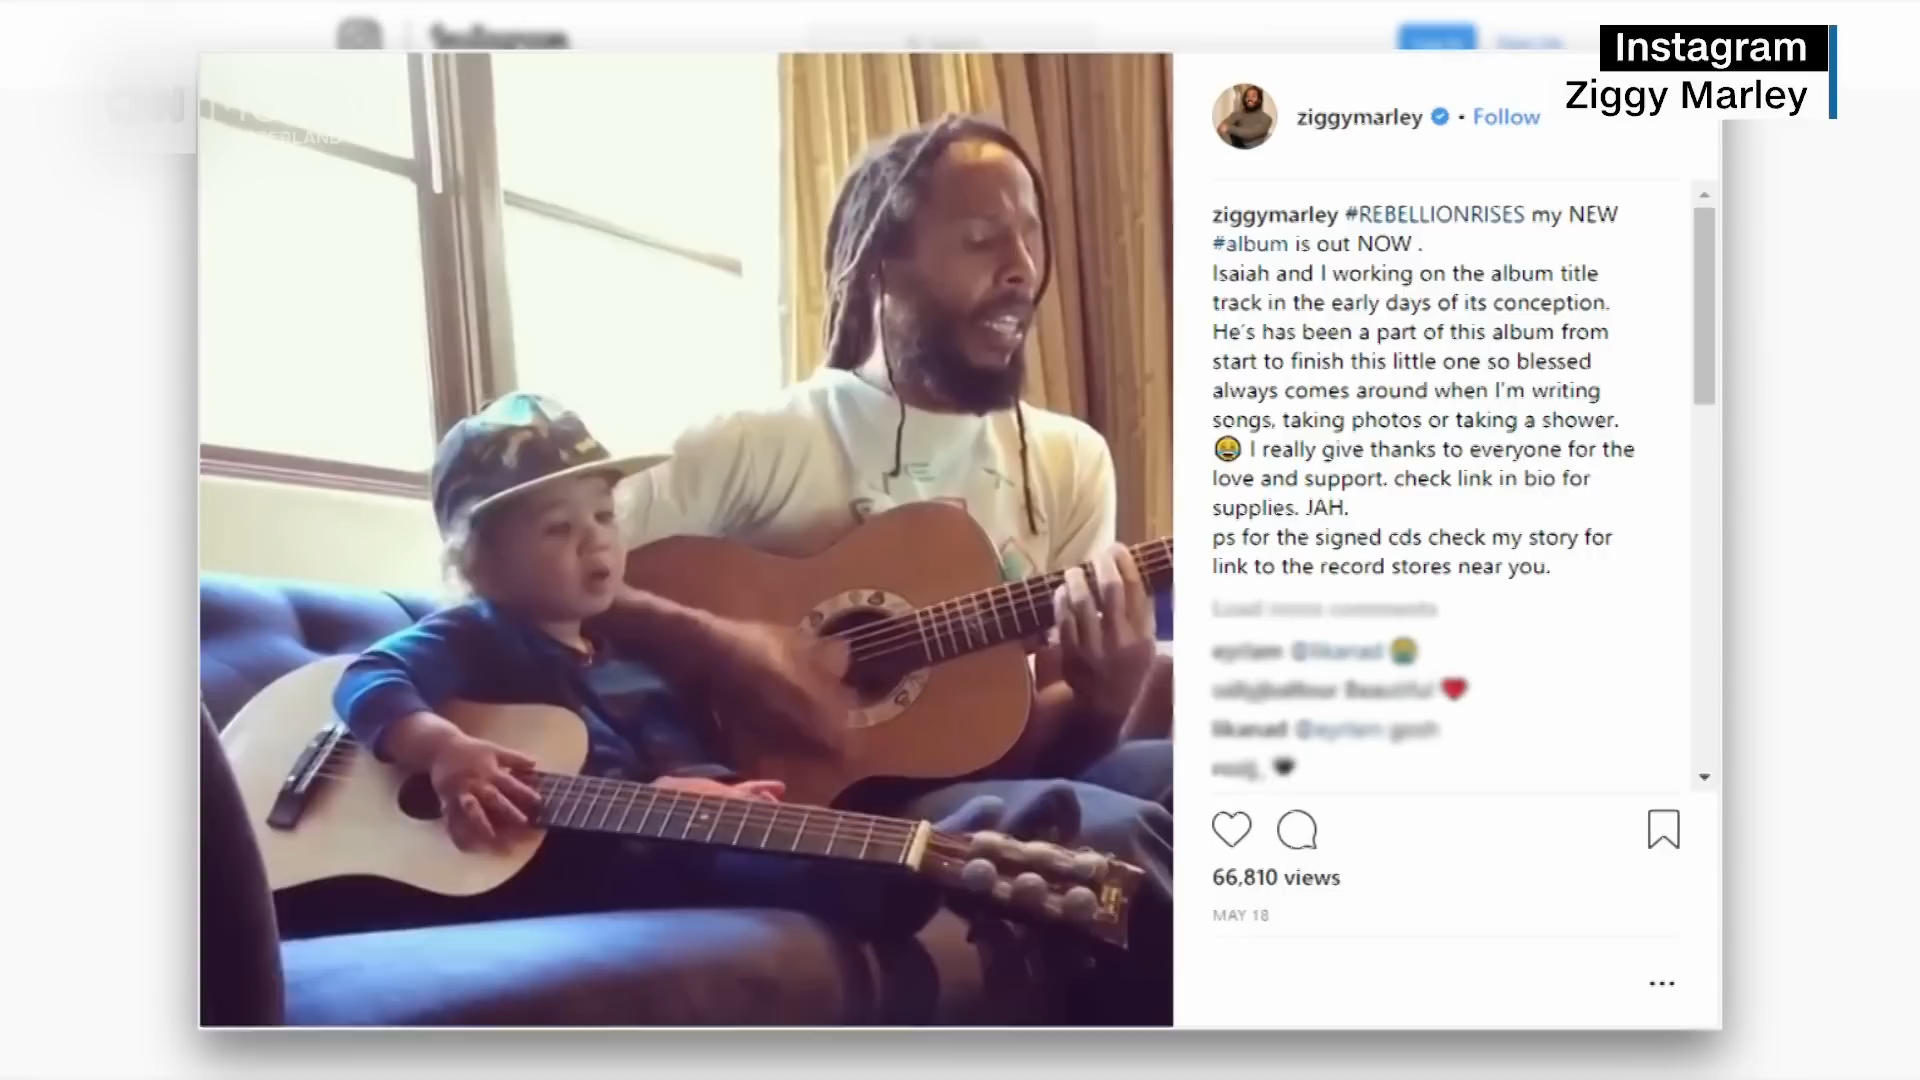 Instagram
Ziggy Marley
ziggymarley • Follow
ziggymarley #REBELLIONRISES my NEW
#album is out NOW .
Isaiah and I working on the album title
track in the early days of its conception.
He's has been a part of this album from
start to finish this little one so blessed
always comes around when I'm writing
songs, taking photos or taking a shower.
😂 I really give thanks to everyone for the
love and support. check link in bio for
supplies. JAH.
ps for the signed cds check my story for
link to the record stores near you.
Load more comments
66,810 views
MAY 18